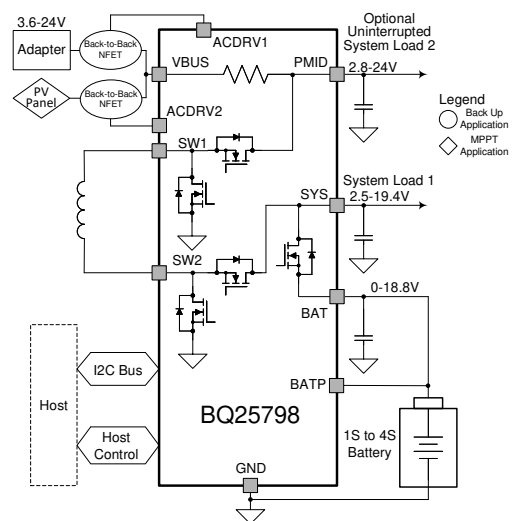 3.6-24V
Adapter
Back-to-Back
NFET
PV
Panel
Back-to-Back
NFET
ACDRV1
VBUS
ACDRV2
SW1
SW2
PMID
Optional
Uninterrupted
System Load 2
2.8-24V
Legend
Back Up
Application
MPPT
Application
SYS
System Load 1
2.5-19.4V
BAT
0-18.8V
BATP
Host
I2C Bus
Host
Control
BQ25798
1S to 4S
Battery
GND